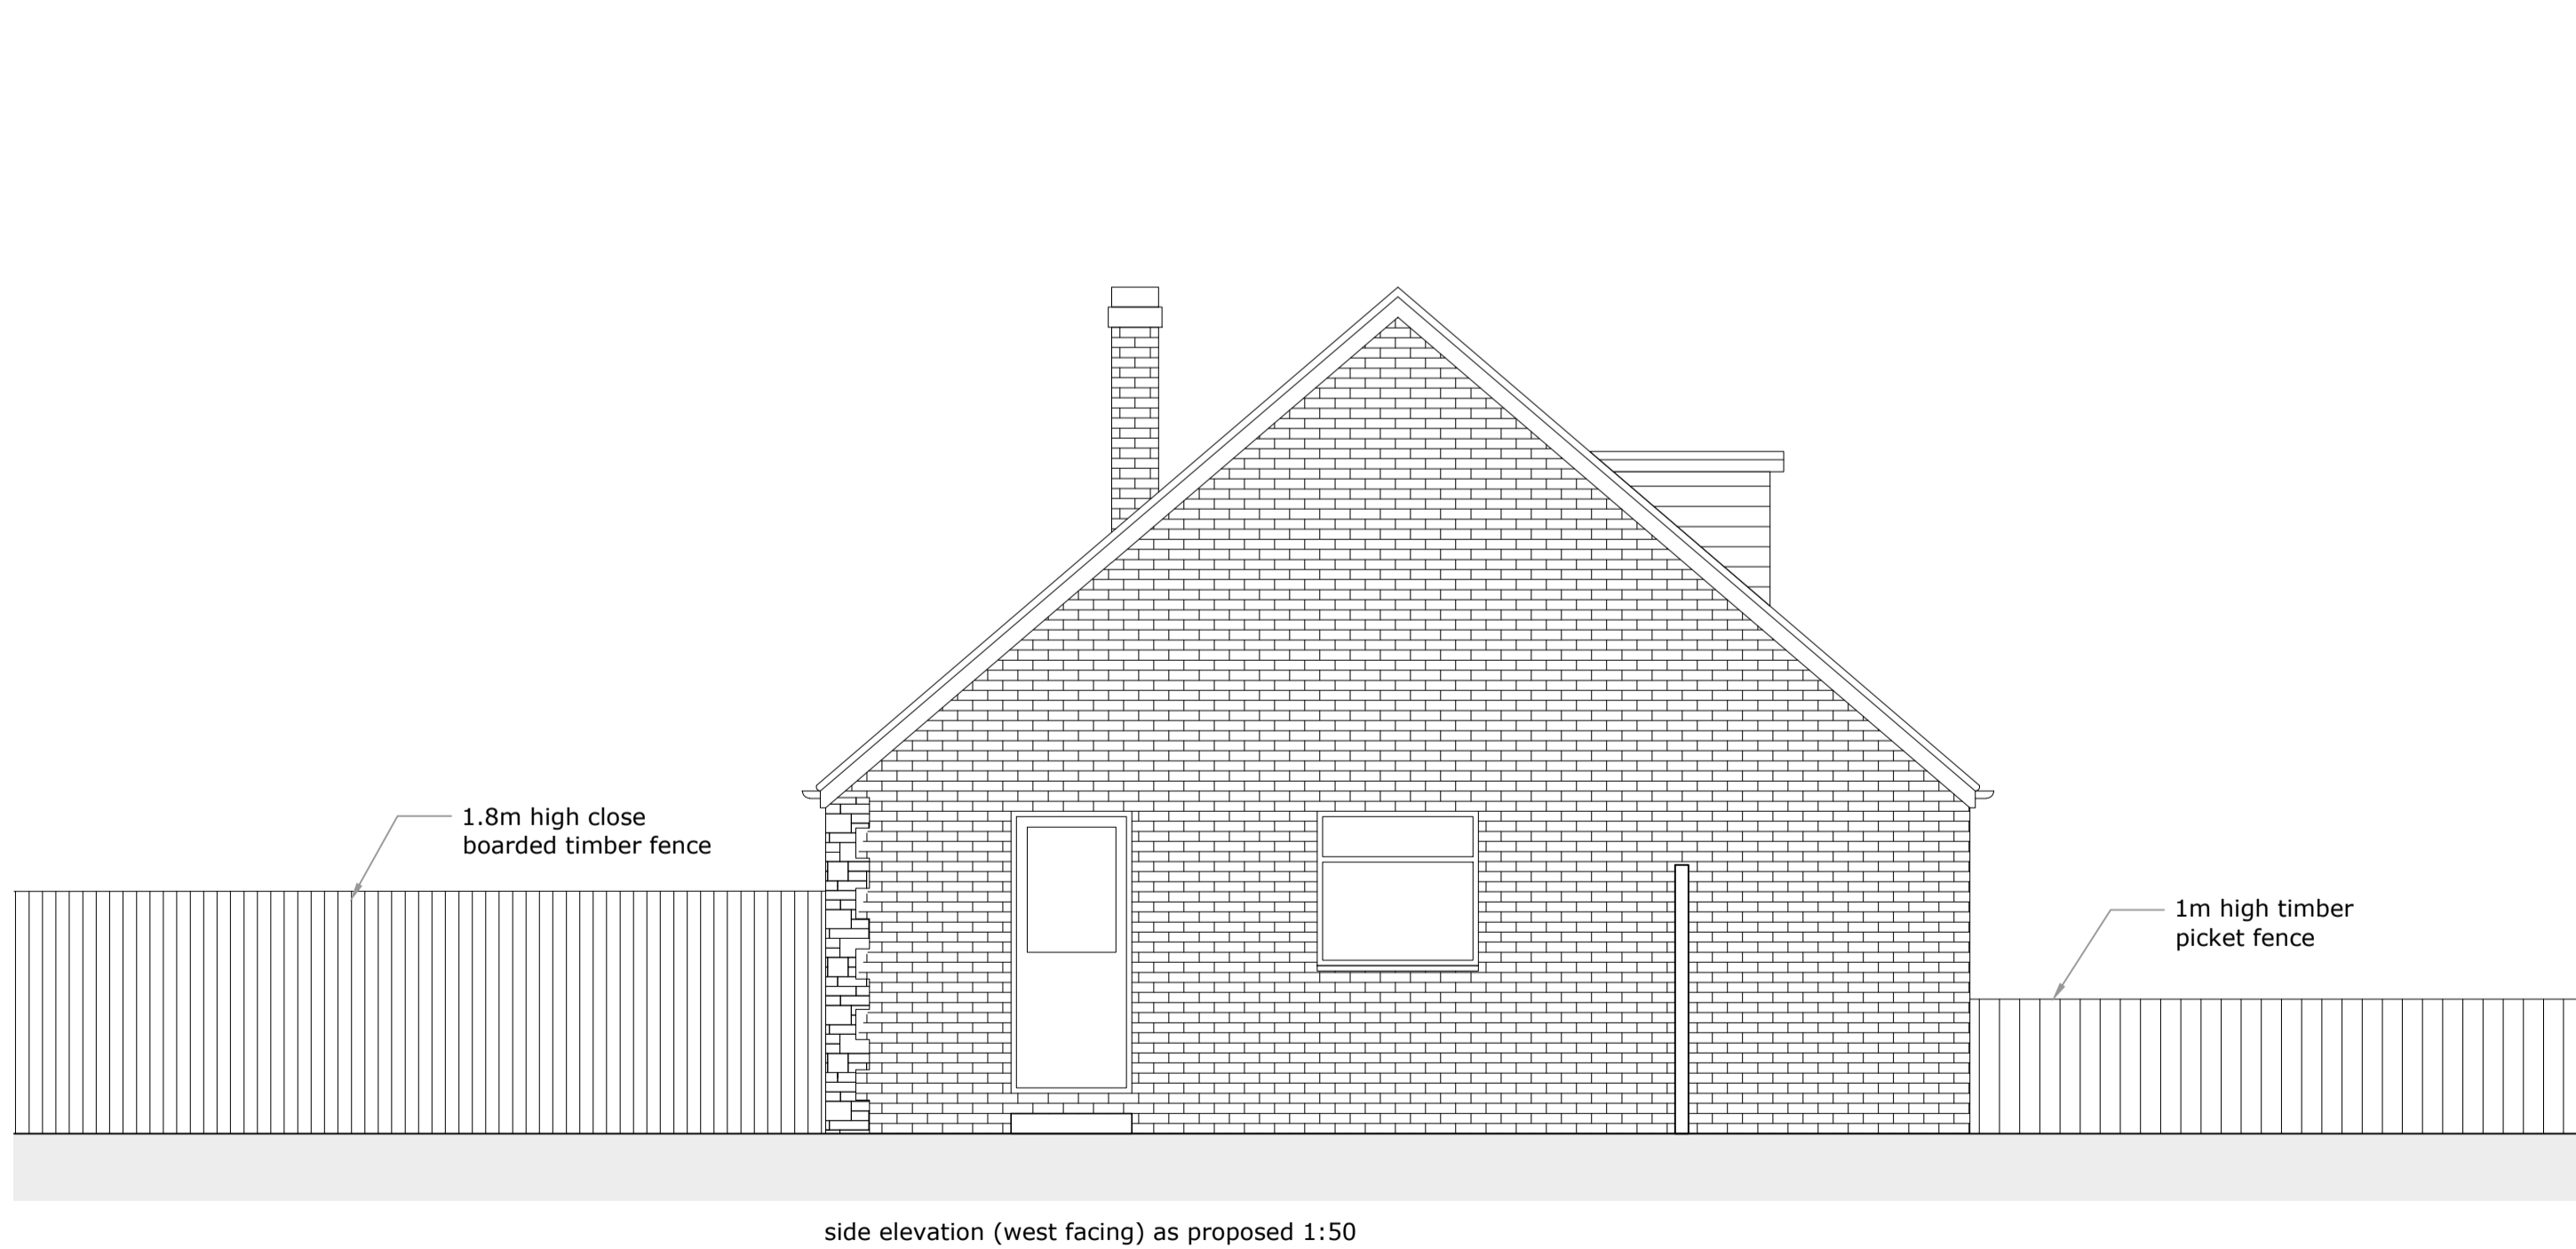 1.8m high close
boarded timber fence
1m high timber
picket fence
side elevation (west facing) as proposed 1:50